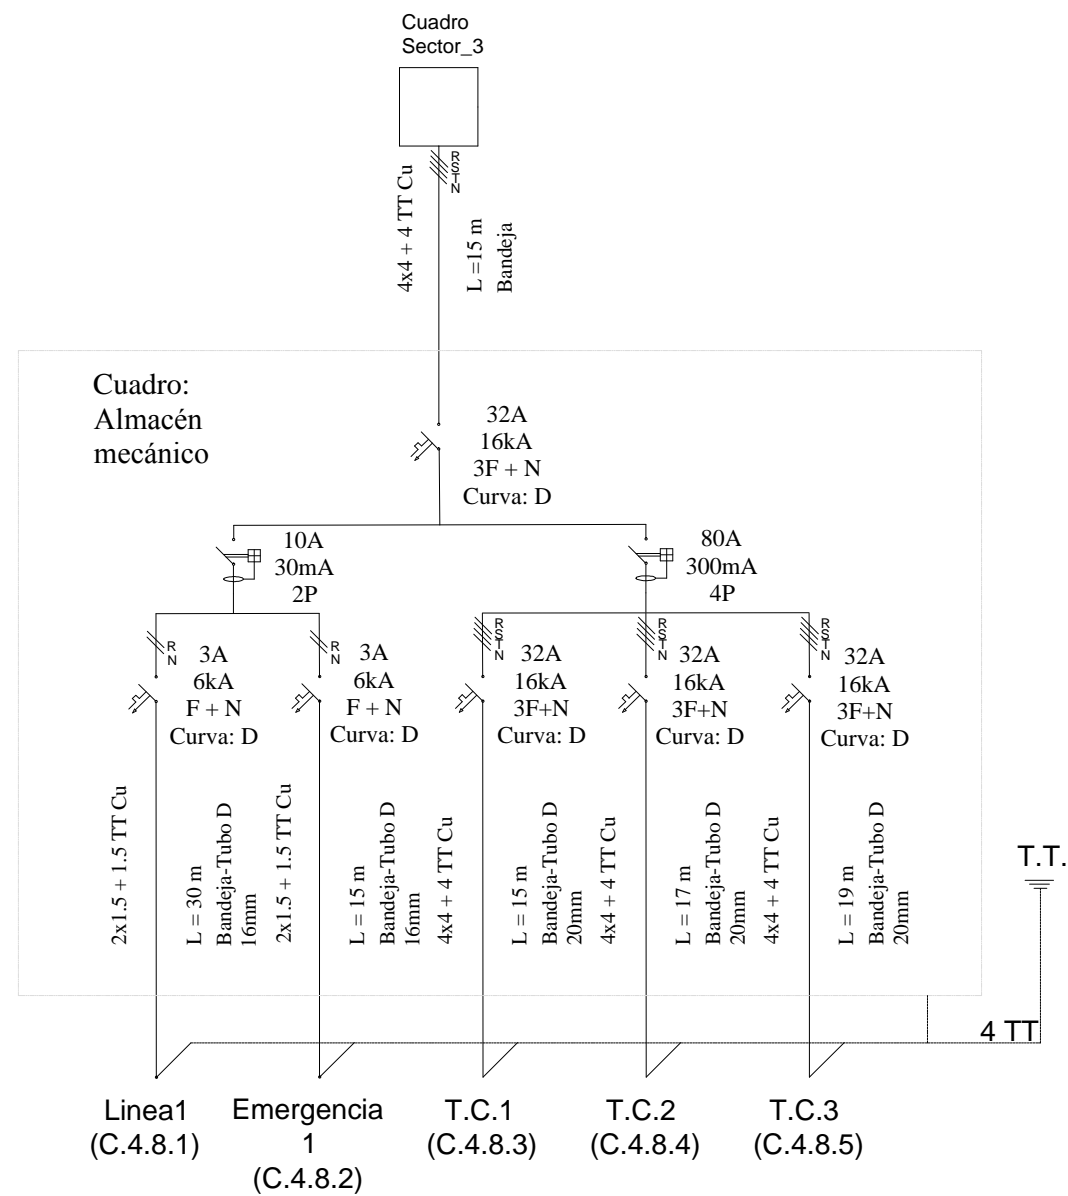 Cuadro
Sector_3
R
S
T
N
4x4 + 4 TT Cu
L =15 m
Bandeja
Cuadro:
Almacén
mecánico
32A
16kA
3F + N
Curva: D
10A
30mA
2P
80A
300mA
4P
R
N
3A
6kA
F + N
Curva: D
R
N
3A
6kA
F + N
Curva: D
R
S
T
N
32A
16kA
3F+N
Curva: D
R
S
T
N
32A
16kA
3F+N
Curva: D
R
S
T
N
32A
16kA
3F+N
Curva: D
2x1.5 + 1.5 TT Cu
L = 30 m
Bandeja-Tubo D
16mm
2x1.5 + 1.5 TT Cu
L = 15 m
Bandeja-Tubo D
16mm
4x4 + 4 TT Cu
L = 15 m
Bandeja-Tubo D
20mm
4x4 + 4 TT Cu
L = 17 m
Bandeja-Tubo D
20mm
4x4 + 4 TT Cu
L = 19 m
Bandeja-Tubo D
20mm
T.T.
4 TT
Linea1
(C.4.8.1)
Emergencia
1
(C.4.8.2)
T.C.1
(C.4.8.3)
T.C.2
(C.4.8.4)
T.C.3
(C.4.8.5)